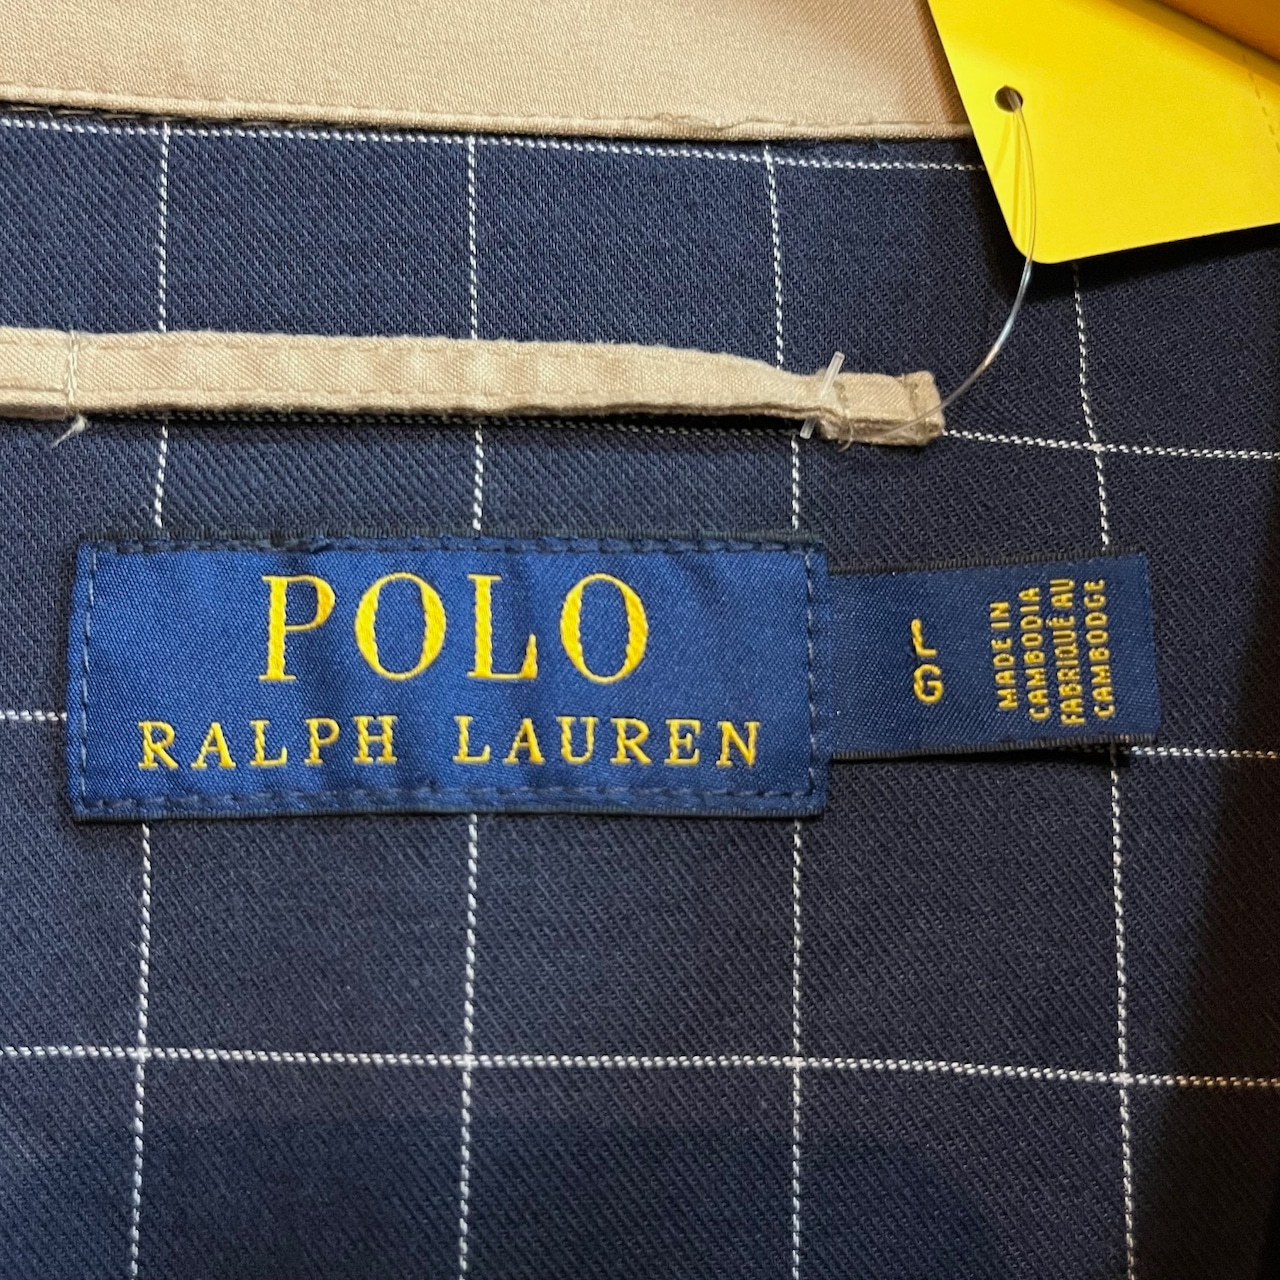 POLO
RALPH LAUREN
L
G
MADE IN
CAMBODIA
FABRIQUÉ AU
CAMBODGE